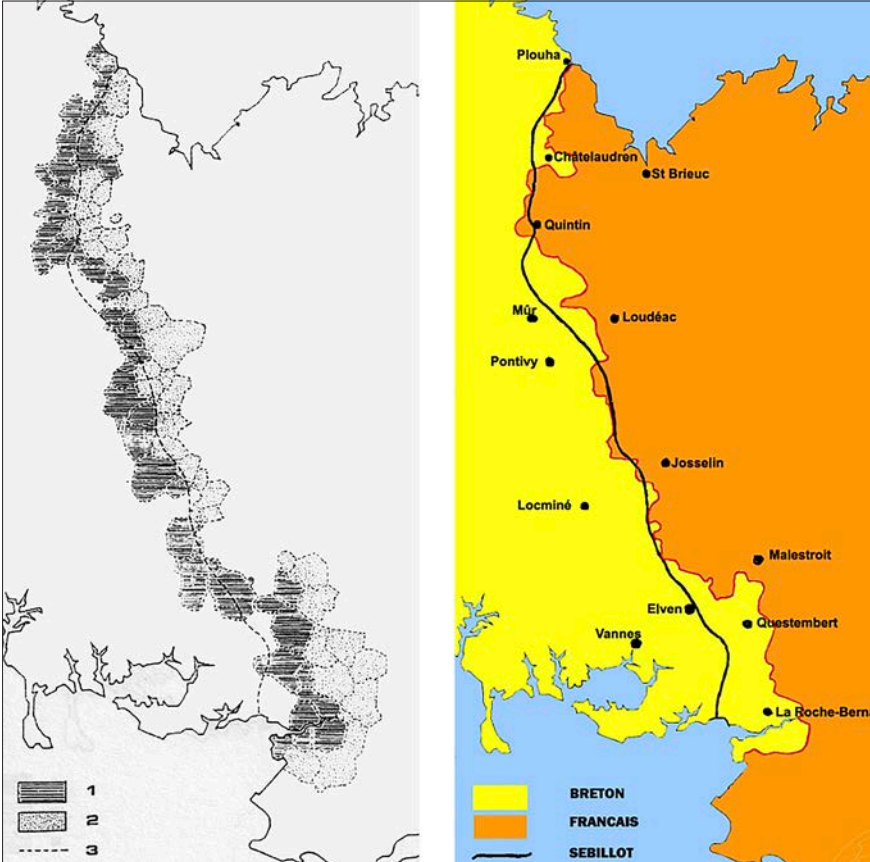 1
2
3
Plouha
Châtelaudren
St Brieuc
Quintin
Mûr
Loudéac
Pontivy
Josselin
Locminé
Malestroit
Elven
Questembert
Vannes
La Roche-Berna
BRETON
FRANCAIS
SEBILLOT